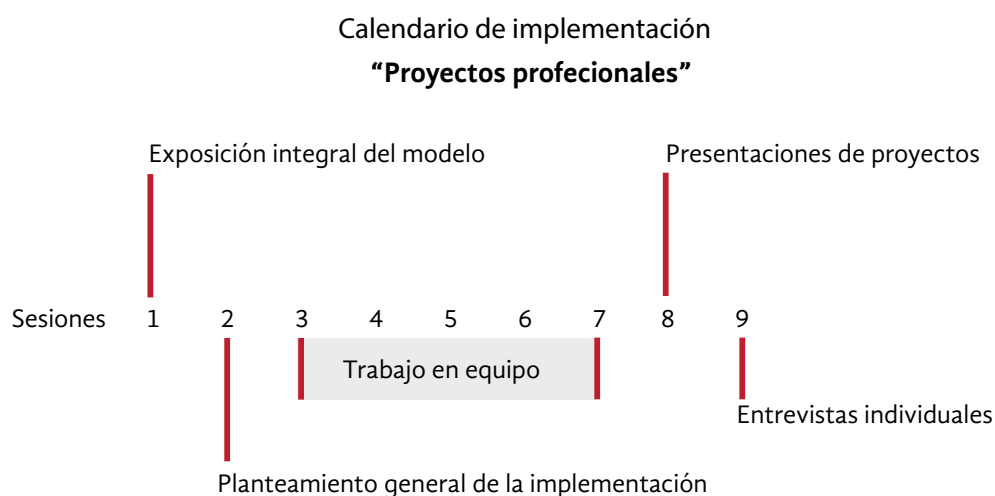 Calendario de implementación
“Proyectos profecionales”
Exposición integral del modelo
Presentaciones de proyectos
Sesiones 1 2 3 4 5 6 7 8 9
Trabajo en equipo
Entrevistas individuales
Planteamiento general de la implementación